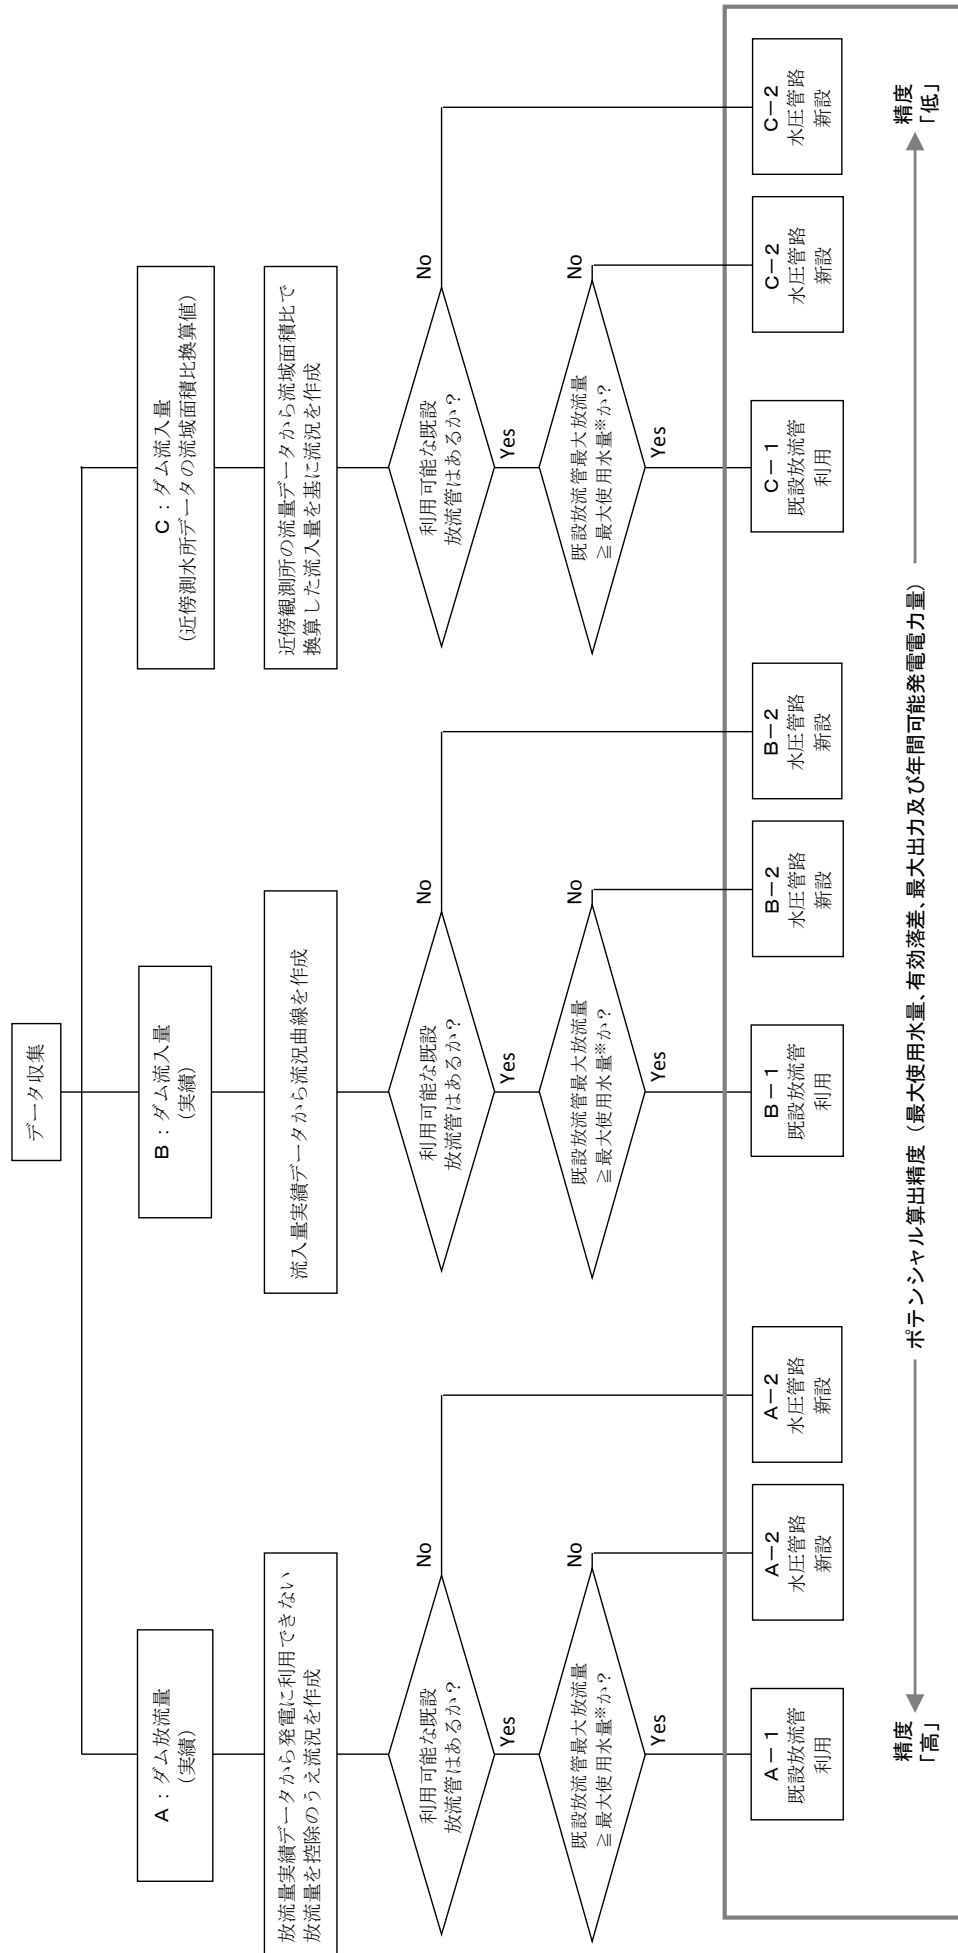 データ収集
A：ダム放流量
(実績)
放流量実績データから発電に利用できない
放流量を控除のうえ流況を作成
利用可能な既設
放流管はあるか?
No
Yes
既設放流管最大放流量
≧最大使用水量※か?
No
Yes
A－1
既設放流管
利用
A－2
水圧管路
新設
A－2
水圧管路
新設
B：ダム流入量
(実績)
流入量実績データから流況曲線を作成
利用可能な既設
放流管はあるか?
No
Yes
既設放流管最大放流量
≧最大使用水量※か?
No
Yes
B－1
既設放流管
利用
B－2
水圧管路
新設
B－2
水圧管路
新設
C：ダム流入量
(近傍測水所データの流域面積比換算値)
近傍観測所の流量データから流域面積比で
換算した流入量を基に流況を作成
利用可能な既設
放流管はあるか?
No
Yes
既設放流管最大放流量
≧最大使用水量※か?
No
Yes
C－1
既設放流管
利用
C－2
水圧管路
新設
C－2
水圧管路
新設
精度
「高」
ポテンシャル算出精度（最大使用水量、有効落差、最大出力及び年間可能発電電力量）
精度
「低」